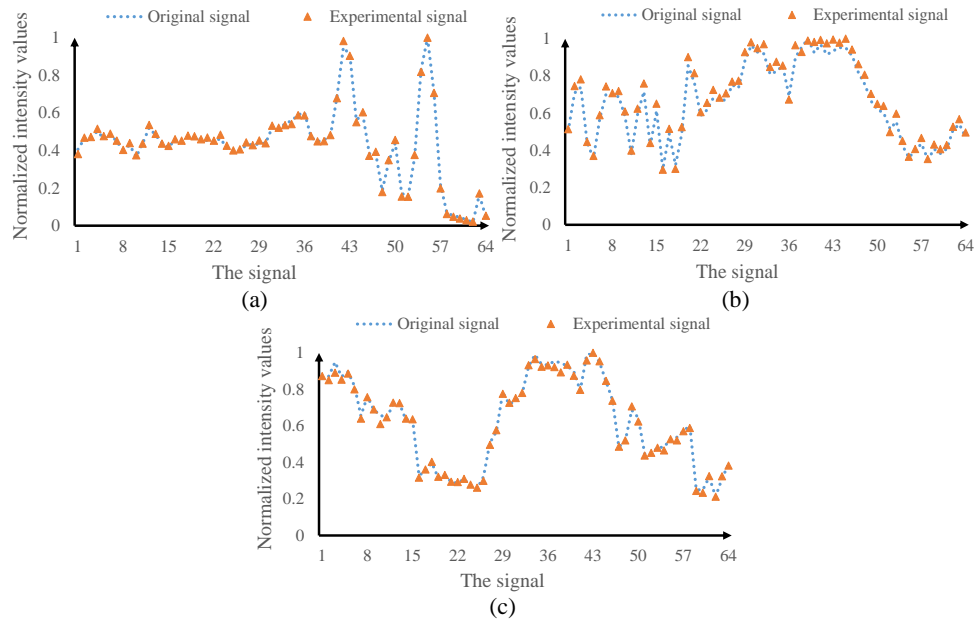 Original signal Experimental signal
Normalized intensity values
1
0.8
0.6
0.4
0.2
0
1 8 15 22 29 36 43 50 57 64
The signal
(a)
Original signal Experimental signal
Normalized intensity values
1
0.8
0.6
0.4
0.2
0
1 8 15 22 29 36 43 50 57 64
The signal
(b)
Original signal Experimental signal
Normalized intensity values
1
0.8
0.6
0.4
0.2
0
1 8 15 22 29 36 43 50 57 64
The signal
(c)